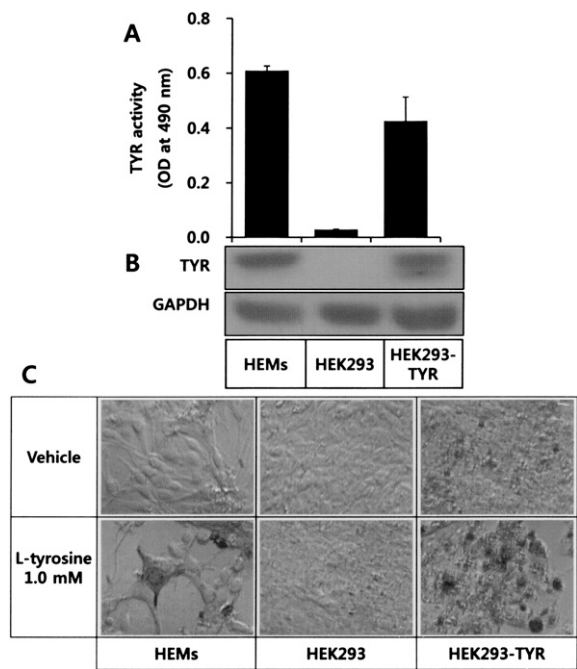 A
TYR activity
(OD at 490 nm)
0.8
0.6
0.4
0.2
0.0
B
TYR
GAPDH
HEMs
HEK293
HEK293-
TYR
C
Vehicle
L-tyrosine
1.0 mM
HEMs
HEK293
HEK293-TYR